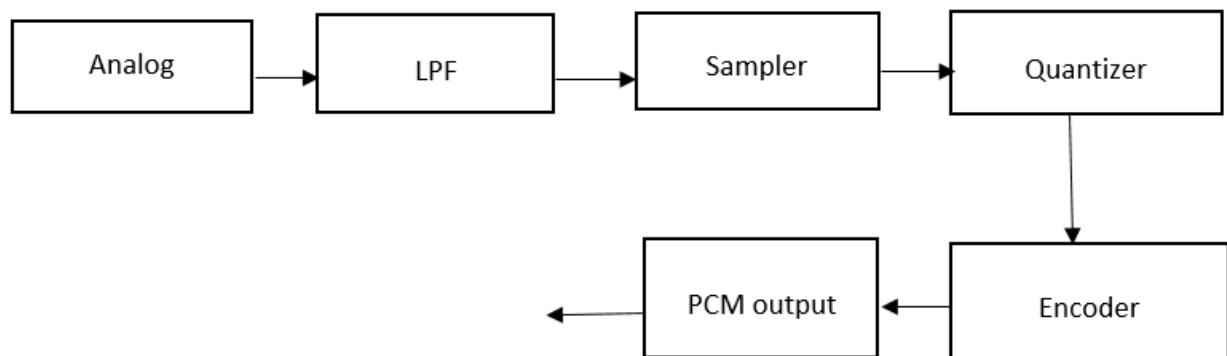 Analog
LPF
Sampler
Quantizer
PCM output
Encoder